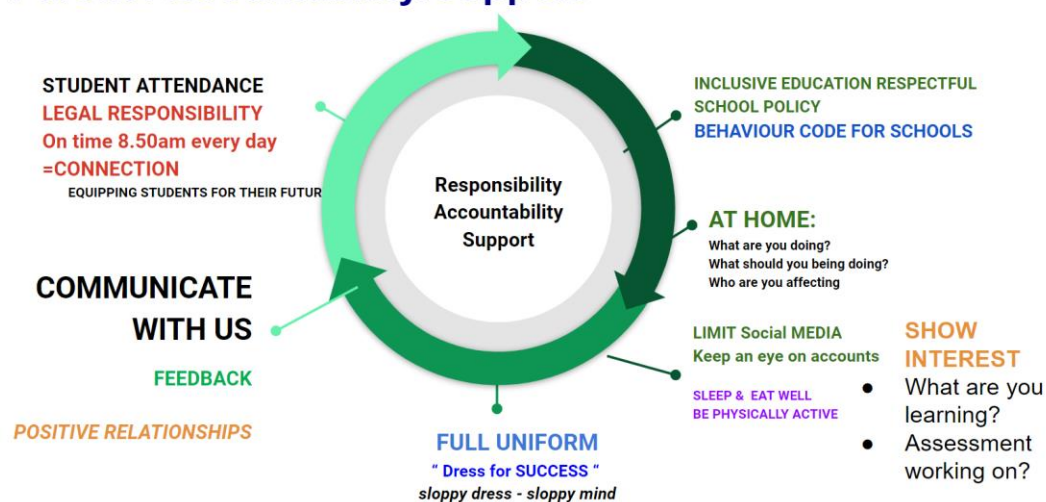 STUDENT ATTENDANCE
LEGAL RESPONSIBILITY
On time 8.50am every day
=CONNECTION
EQUIPPING STUDENTS FOR THEIR FUTUR
COMMUNICATE
WITH US
FEEDBACK
POSITIVE RELATIONSHIPS
Responsibility
Accountability
Support
FULL UNIFORM
“ Dress for SUCCESS “
sloppy dress - sloppy mind
INCLUSIVE EDUCATION RESPECTFUL
SCHOOL POLICY
BEHAVIOUR CODE FOR SCHOOLS
AT HOME:
What are you doing?
What should you being doing?
Who are you affecting
LIMIT Social MEDIA
Keep an eye on accounts
SLEEP & EAT WELL
BE PHYSICALLY ACTIVE
SHOW
INTEREST
● What are you
learning?
● Assessment
working on?